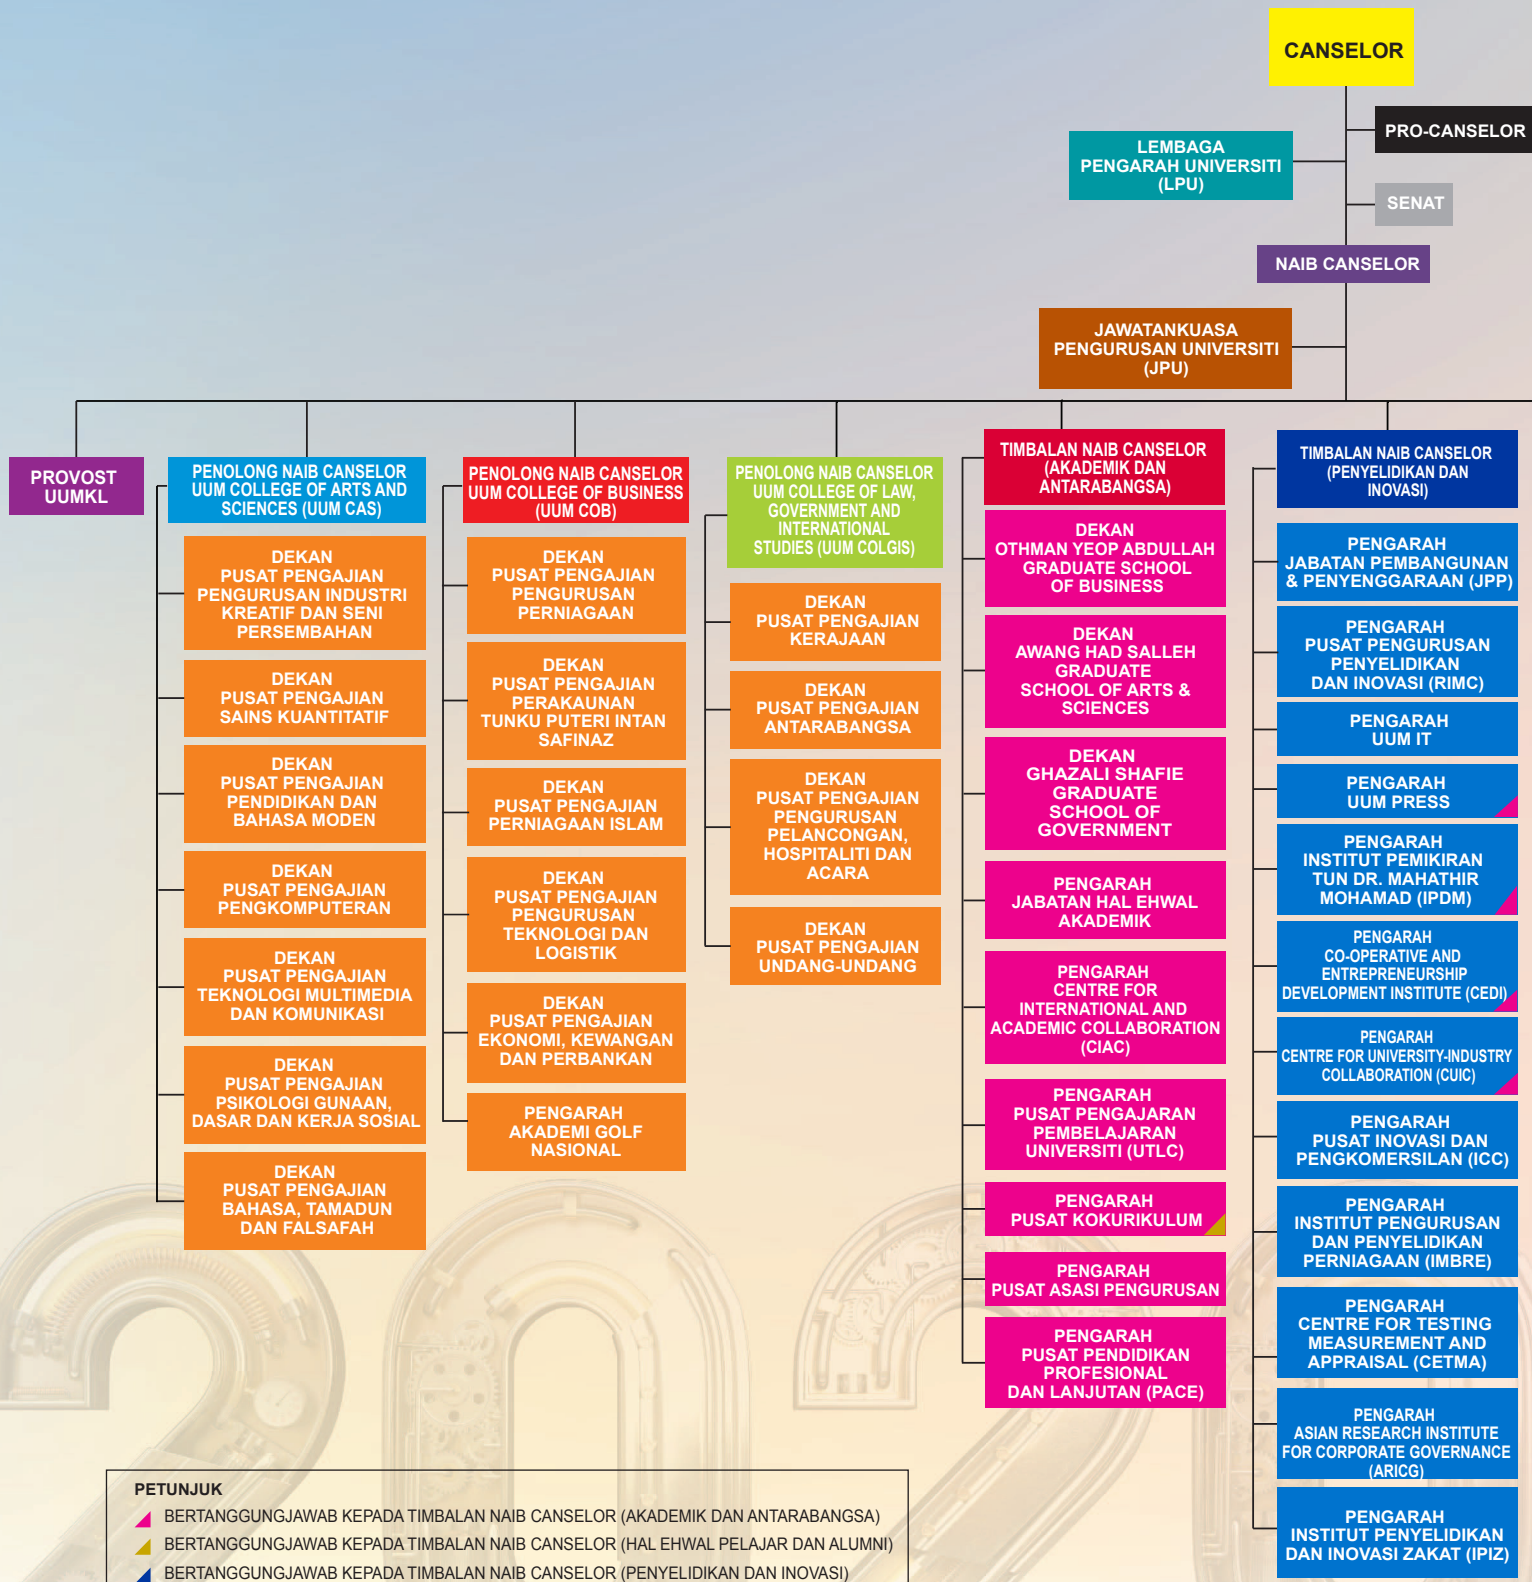 CANSELOR
PRO-CANSELOR
LEMBAGA
PENGARAH UNIVERSITI
(LPU)
SENAT
NAIB CANSELOR
JAWATANKUASA
PENGURUSAN UNIVERSITI
(JPU)
PROVOST
UUMKL
PENOLONG NAIB CANSELOR
UUM COLLEGE OF ARTS AND
SCIENCES (UUM CAS)
DEKAN
PUSAT PENGAJIAN
PENGURUSAN INDUSTRI
KREATIF DAN SENI
PERSEMBAHAN
DEKAN
PUSAT PENGAJIAN
SAINS KUANTITATIF
DEKAN
PUSAT PENGAJIAN
PENDIDIKAN DAN
BAHASA MODEN
DEKAN
PUSAT PENGAJIAN
PENGKOMPUTERAN
DEKAN
PUSAT PENGAJIAN
TEKNOLOGI MULTIMEDIA
DAN KOMUNIKASI
DEKAN
PUSAT PENGAJIAN
PSIKOLOGI GUNAAN,
DASAR DAN KERJA SOSIAL
DEKAN
PUSAT PENGAJIAN
BAHASA, TAMADUN
DAN FALSAFAH
PENOLONG NAIB CANSELOR
UUM COLLEGE OF BUSINESS
(UUM COB)
DEKAN
PUSAT PENGAJIAN
PENGURUSAN
PERNIAGAAN
DEKAN
PUSAT PENGAJIAN
PERAKAUNAN
TUNKU PUTERI INTAN
SAFINAZ
DEKAN
PUSAT PENGAJIAN
PERNIAGAAN ISLAM
DEKAN
PUSAT PENGAJIAN
PENGURUSAN
TEKNOLOGI DAN
LOGISTIK
DEKAN
PUSAT PENGAJIAN
EKONOMI, KEWANGAN
DAN PERBANKAN
PENGARAH
AKADEMI GOLF
NASIONAL
PENOLONG NAIB CANSELOR
UUM COLLEGE OF LAW,
GOVERNMENT AND
INTERNATIONAL
STUDIES (UUM COLGIS)
DEKAN
PUSAT PENGAJIAN
KERAJAAN
DEKAN
PUSAT PENGAJIAN
ANTARABANGSA
DEKAN
PUSAT PENGAJIAN
PENGURUSAN
PELANCONGAN,
HOSPITALITI DAN
ACARA
DEKAN
PUSAT PENGAJIAN
UNDANG-UNDANG
TIMBALAN NAIB CANSELOR
(AKADEMIK DAN
ANTARABANGSA)
DEKAN
OTHMAN YEOP ABDULLAH
GRADUATE SCHOOL
OF BUSINESS
DEKAN
AWANG HAD SALLEH
GRADUATE
SCHOOL OF ARTS &
SCIENCES
DEKAN
GHAZALI SHAFIE
GRADUATE
SCHOOL OF
GOVERNMENT
PENGARAH
JABATAN HAL EHWAL
AKADEMIK
PENGARAH
CENTRE FOR
INTERNATIONAL AND
ACADEMIC COLLABORATION
(CIAC)
PENGARAH
PUSAT PENGAJARAN
PEMBELAJARAN
UNIVERSITI (UTLC)
PENGARAH
PUSAT KOKURIKULUM
PENGARAH
PUSAT ASASI PENGURUSAN
PENGARAH
PUSAT PENDIDIKAN
PROFESIONAL
DAN LANJUTAN (PACE)
TIMBALAN NAIB CANSELOR
(PENYELIDIKAN DAN
INOVASI)
PENGARAH
JABATAN PEMBANGUNAN
& PENYENGGARAAN (JPP)
PENGARAH
PUSAT PENGURUSAN
PENYELIDIKAN
DAN INOVASI (RIMC)
PENGARAH
UUM IT
PENGARAH
UUM PRESS
PENGARAH
INSTITUT PEMIKIRAN
TUN DR. MAHATHIR
MOHAMAD (IPDM)
PENGARAH
CO-OPERATIVE AND
ENTREPRENEURSHIP
DEVELOPMENT INSTITUTE (CEDI)
PENGARAH
CENTRE FOR UNIVERSITY-INDUSTRY
COLLABORATION (CUIC)
PENGARAH
PUSAT INOVASI DAN
PENGKOMERSILAN (ICC)
PENGARAH
INSTITUT PENGURUSAN
DAN PENYELIDIKAN
PERNIAGAAN (IMBRE)
PENGARAH
CENTRE FOR TESTING
MEASUREMENT AND
APPRAISAL (CETMA)
PENGARAH
ASIAN RESEARCH INSTITUTE
FOR CORPORATE GOVERNANCE
(ARICG)
PENGARAH
INSTITUT PENYELIDIKAN
DAN INOVASI ZAKAT (IPIZ)
PETUNJUK
BERTANGGUNGJAWAB KEPADA TIMBALAN NAIB CANSELOR (AKADEMIK DAN ANTARABANGSA)
BERTANGGUNGJAWAB KEPADA TIMBALAN NAIB CANSELOR (HAL EHWAL PELAJAR DAN ALUMNI)
BERTANGGUNGJAWAB KEPADA TIMBALAN NAIB CANSELOR (PENYELIDIKAN DAN INOVASI)